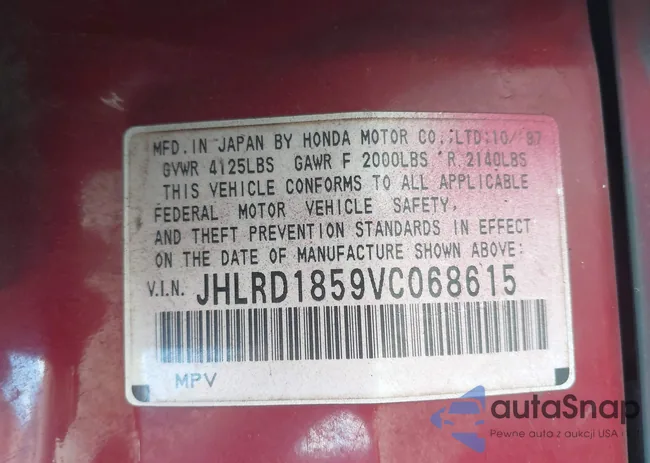 MFD.IN JAPAN BY HONDA MOTOR CO.,LTD:10/'97
GVWR 4125LBS GAWR F 2000LBS R 2140LBS
THIS VEHICLE CONFORMS TO ALL APPLICABLE
FEDERAL MOTOR VEHICLE SAFETY,
AND THEFT PREVENTION STANDARDS IN EFFECT
ON THE DATE OF MANUFACTURE SHOWN ABOVE:
V.I.N. JHLRD1859VC068615
MPV
autaSnap
Pewne auto z aukcji USA i